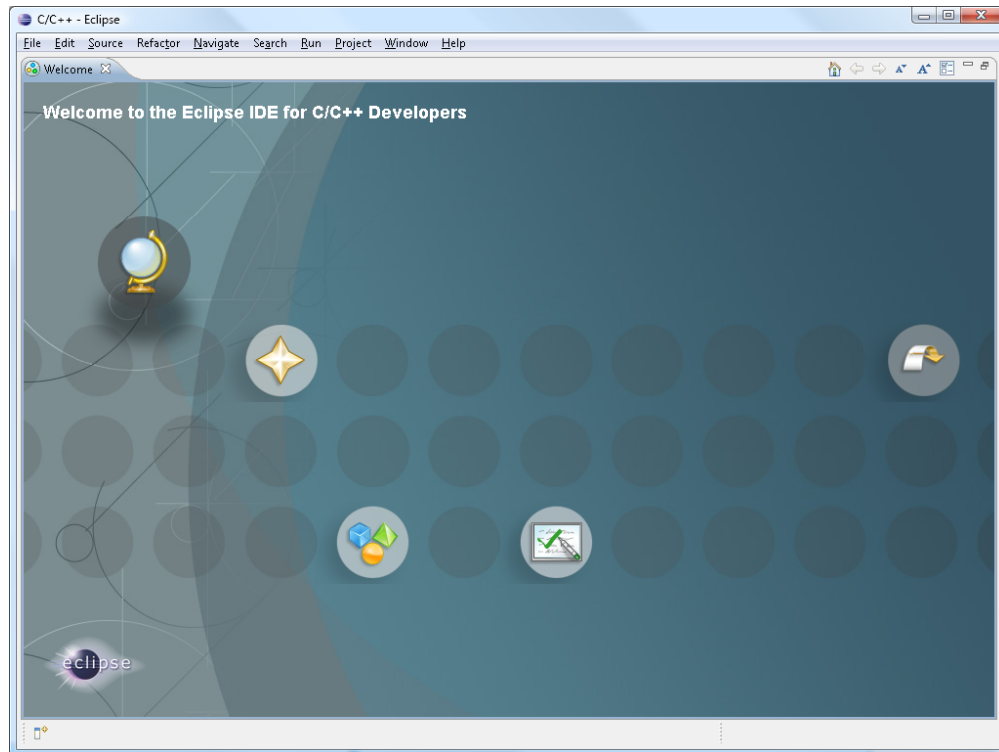 C/C++ - Eclipse
File Edit Source Refactor Navigate Search Run Project Window Help
Welcome
Welcome to the Eclipse IDE for C/C++ Developers
eclipse